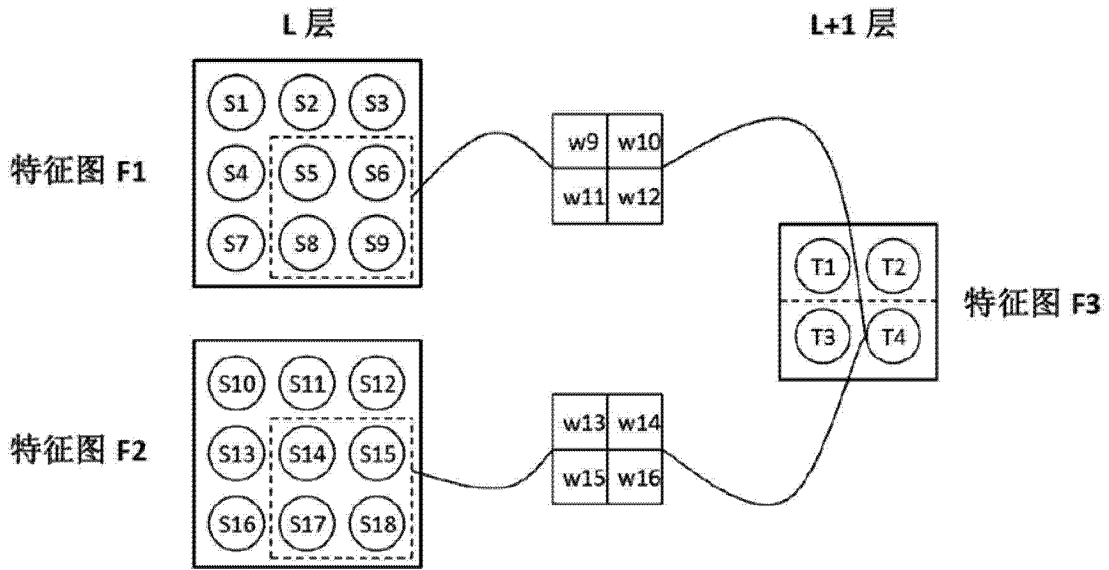 L 层
L+1 层
特征图 F1
S1 S2 S3
S4 S5 S6
S7 S8 S9
w9 w10
w11 w12
T1 T2
T3 T4
特征图 F3
特征图 F2
S10 S11 S12
S13 S14 S15
S16 S17 S18
w13 w14
w15 w16